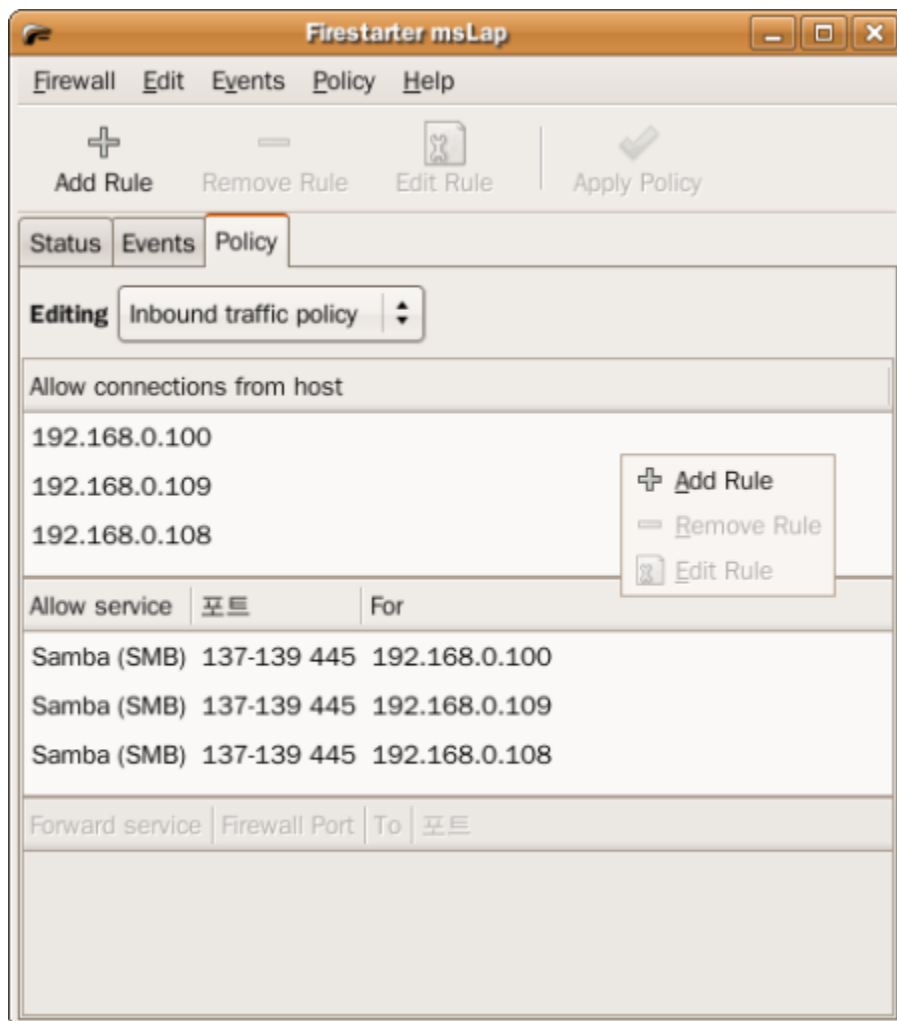 Firestarter msLap
Firewall Edit Events Policy Help
Add Rule Remove Rule Edit Rule Apply Policy
Status Events Policy
Editing Inbound traffic policy
Allow connections from host
192.168.0.100
192.168.0.109
192.168.0.108
Add Rule
Remove Rule
Edit Rule
Allow service 포트 For
Samba (SMB) 137-139 445 192.168.0.100
Samba (SMB) 137-139 445 192.168.0.109
Samba (SMB) 137-139 445 192.168.0.108
Forward service Firewall Port To 포트